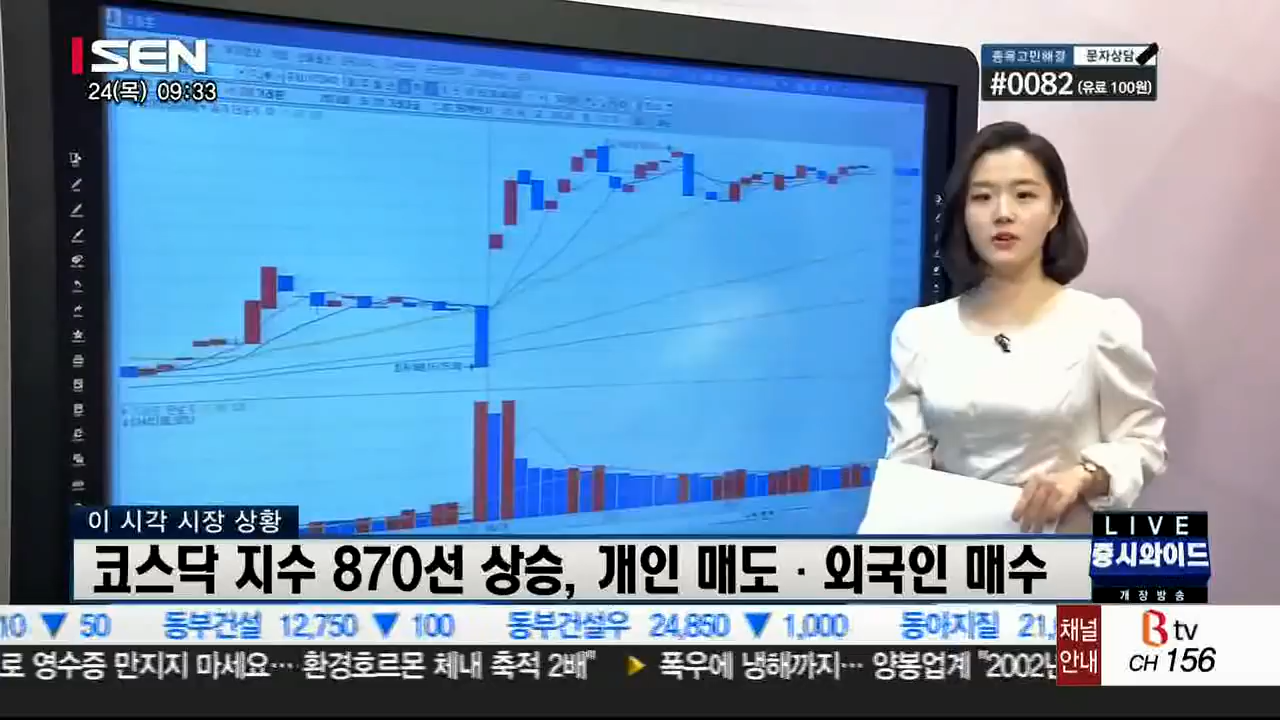 SEN
24(목) 09:33
종목고민해결 문자상담
#0082 (유료 100원)
이 시각 시장 상황
코스닥 지수 870선 상승, 개인 매도·외국인 매수
LIVE
증시와이드
개장방송
10 ▼ 50 동부건설 12,750 ▼ 100 동부건설우 24,850 ▼ 1,000 동아지질 21,
채널
안내
B tv
CH 156
로 영수증 만지지 마세요… 환경호르몬 체내 축적 2배" ▶ 폭우에 냉해까지… 양봉업계 "2002년